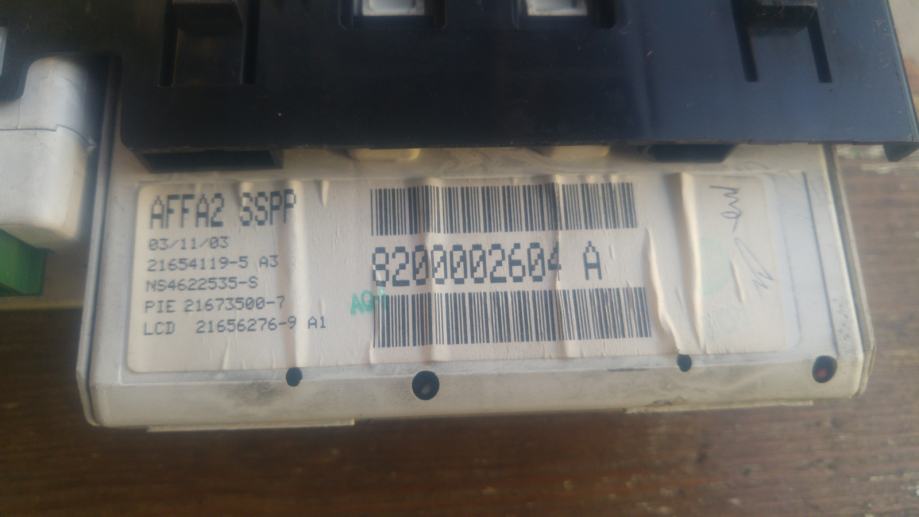 AFFA2 SSPP
03/11/03
21654119-5 A3
NS4622535-S
PIE 21673500-7
LCD 21656276-9 A1
8200002604 A